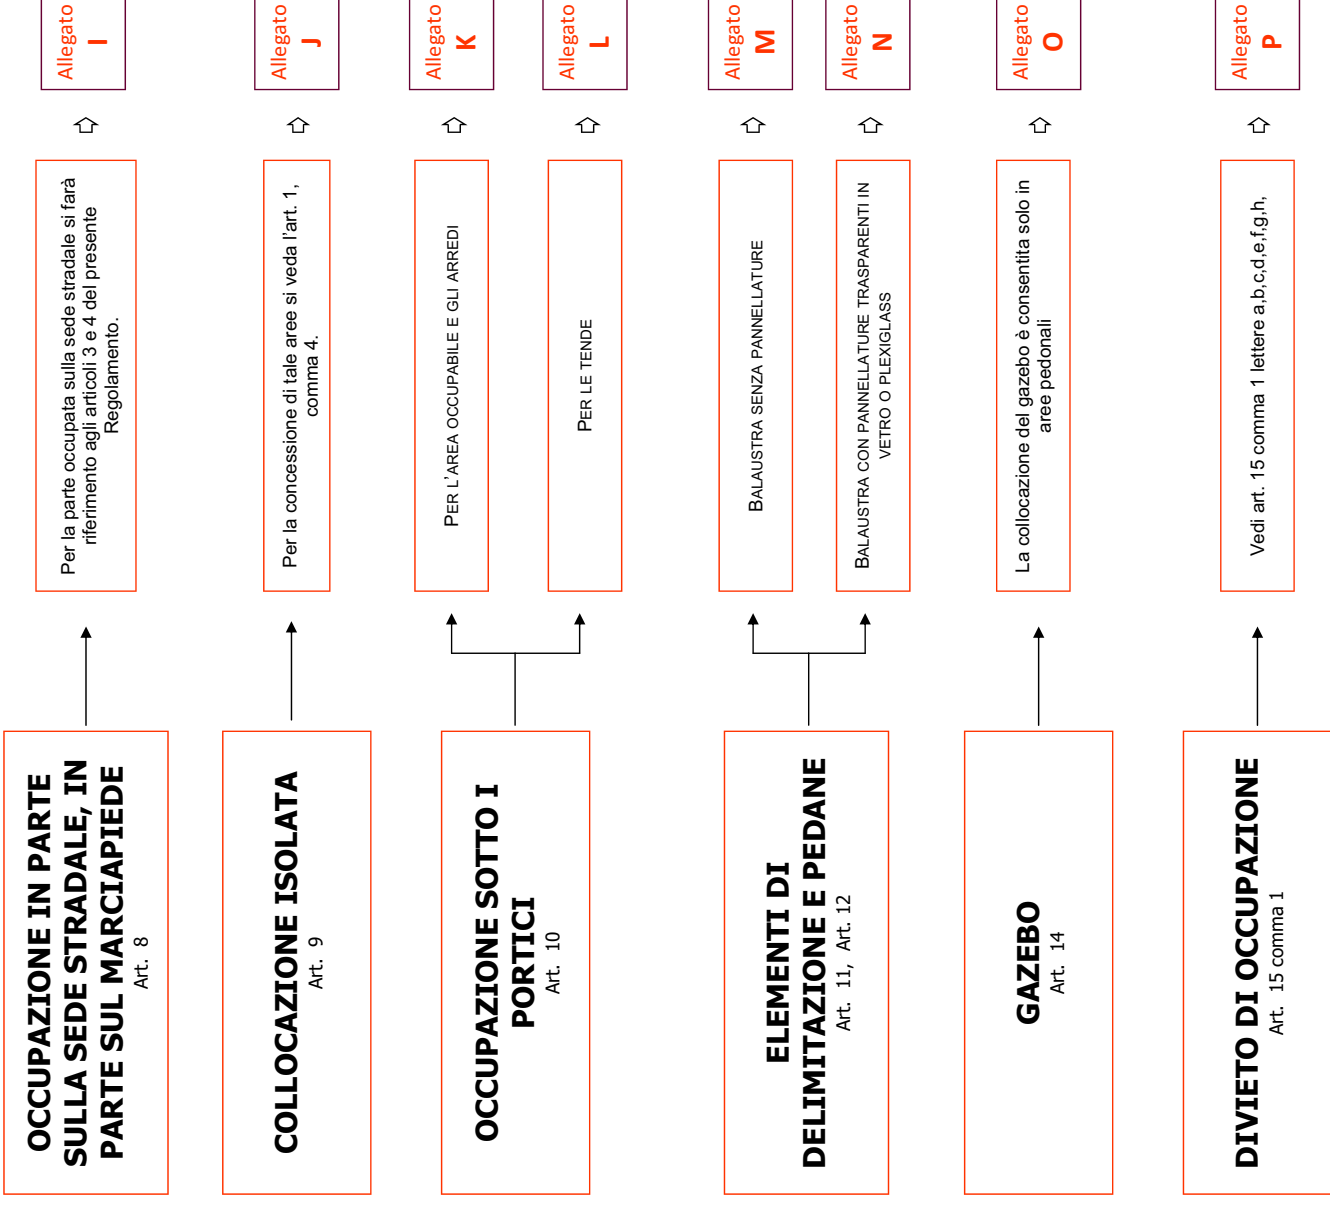 OCCUPAZIONE IN PARTE
SULLA SEDE STRADALE, IN
PARTE SUL MARCIAPIEDE
Art. 8
Per la parte occupata sulla sede stradale si farà
riferimento agli articoli 3 e 4 del presente
Regolamento.
Allegato
I
COLLOCAZIONE ISOLATA
Art. 9
Per la concessione di tale aree si veda l'art. 1,
comma 4.
Allegato
J
OCCUPAZIONE SOTTO I
PORTICI
Art. 10
PER L'AREA OCCUPABILE E GLI ARREDI
Allegato
K
PER LE TENDE
Allegato
L
ELEMENTI DI
DELIMITAZIONE E PEDANE
Art. 11, Art. 12
BALAUSTRA SENZA PANNELLATURE
Allegato
M
BALAUSTRA CON PANNELLATURE TRASPARENTI IN
VETRO O PLEXIGLASS
Allegato
N
GAZEBO
Art. 14
La collocazione del gazebo è consentita solo in
aree pedonali
Allegato
O
DIVIETO DI OCCUPAZIONE
Art. 15 comma 1
Vedi art. 15 comma 1 lettere a,b,c,d,e,f,g,h,
Allegato
P